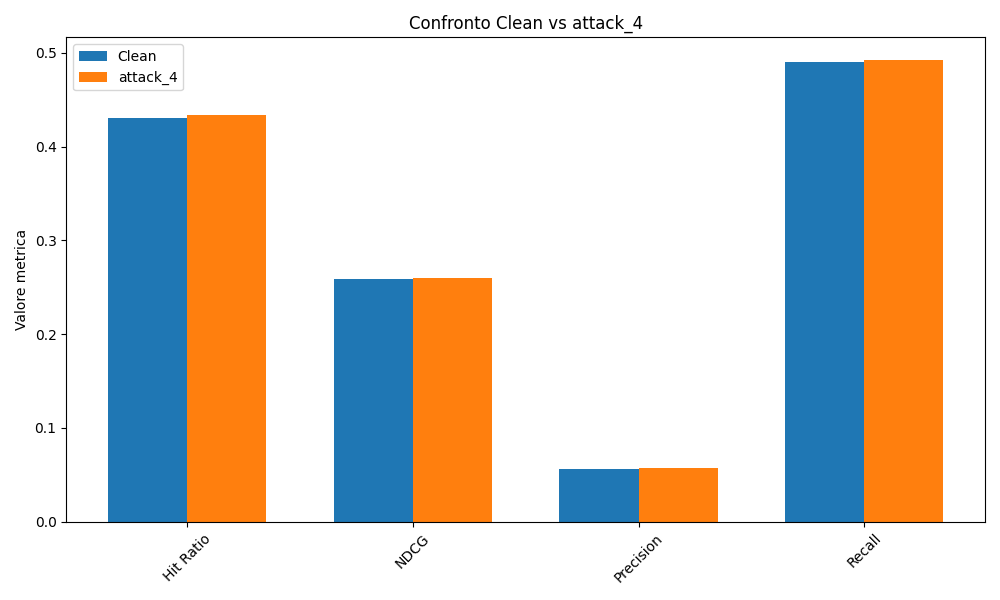 Confronto Clean vs attack_4
Clean
attack_4
Valore metrica
0.5
0.4
0.3
0.2
0.1
0.0
Hit Ratio
NDCG
Precision
Recall